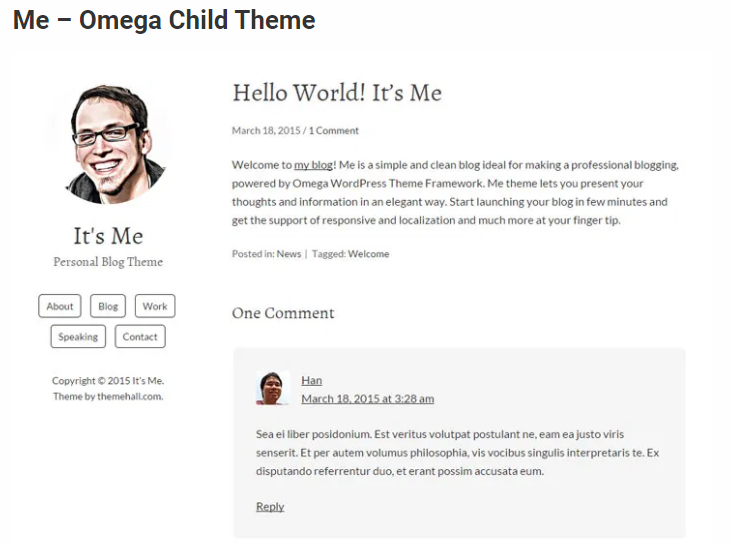 Me – Omega Child Theme
It's Me
Personal Blog Theme
About
Blog
Work
Speaking
Contact
Copyright © 2015 It's Me.
Theme by themehall.com.
Hello World! It's Me
March 18, 2015 / 1 Comment
Welcome to my blog! Me is a simple and clean blog ideal for making a professional blogging,
powered by Omega WordPress Theme Framework. Me theme lets you present your
thoughts and information in an elegant way. Start launching your blog in few minutes and
get the support of responsive and localization and much more at your finger tip.
Posted in: News | Tagged: Welcome
One Comment
Han
March 18, 2015 at 3:28 am
Sea ei liber posidonium. Est veritus volutpat postulant ne, eam ea justo viris
senserit. Et per autem volumus philosophia, vis vocibus singulis interpretaris te. Ex
disputando referrentur duo, et erant possim accusata eum.
Reply